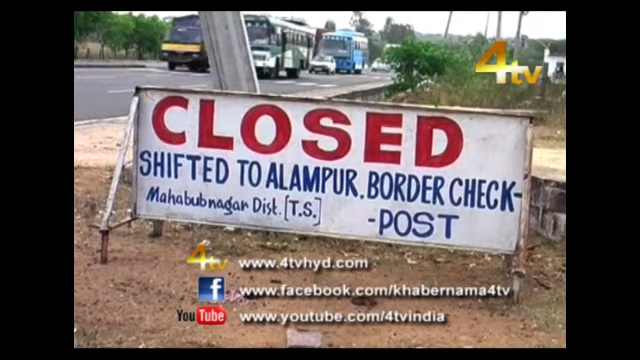 4tv
CLOSED
SHIFTED TO ALAMPUR. BORDER CHECK-
Mahabubnagar Dist. [T.S.] -POST
4tv www.4tvhyd.com
f www.facebook.com/khabernama4tv
You Tube www.youtube.com/4tvindia